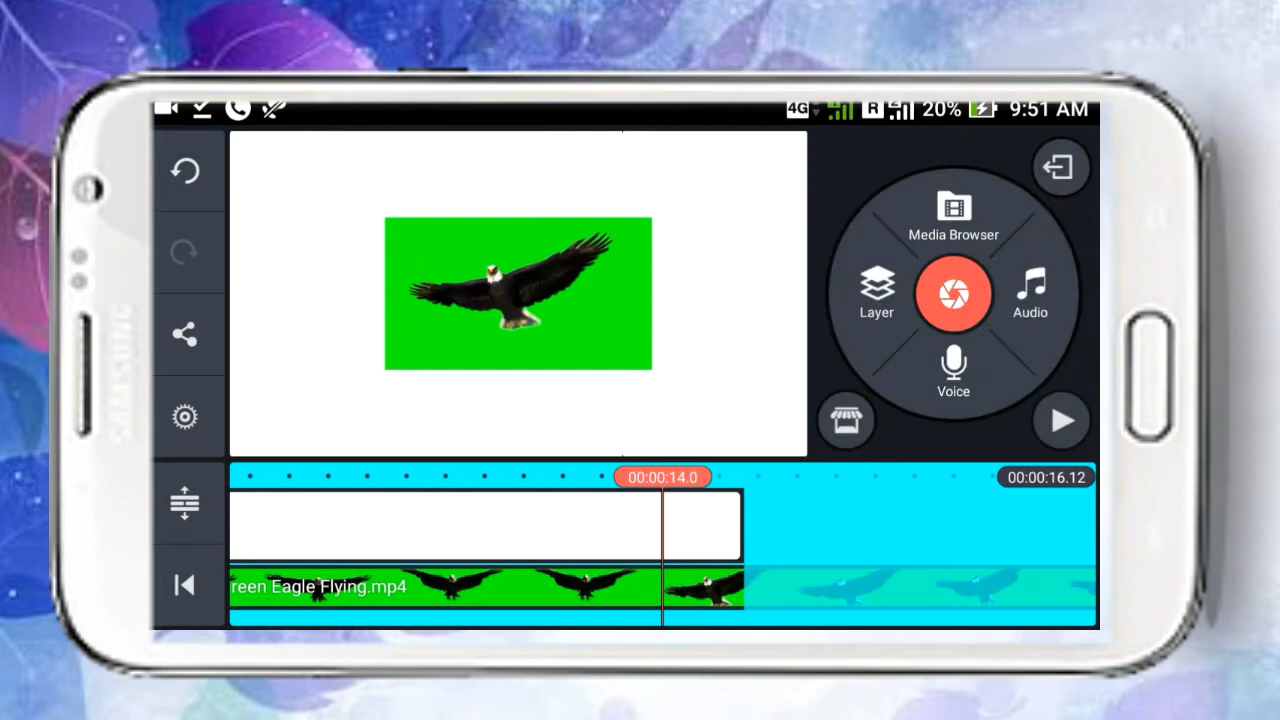 4G R 20% 9:51 AM
Media Browser
Layer
Audio
Voice
00:00:14.0
00:00:16.12
reen Eagle Flying.mp4
SAMSUNG